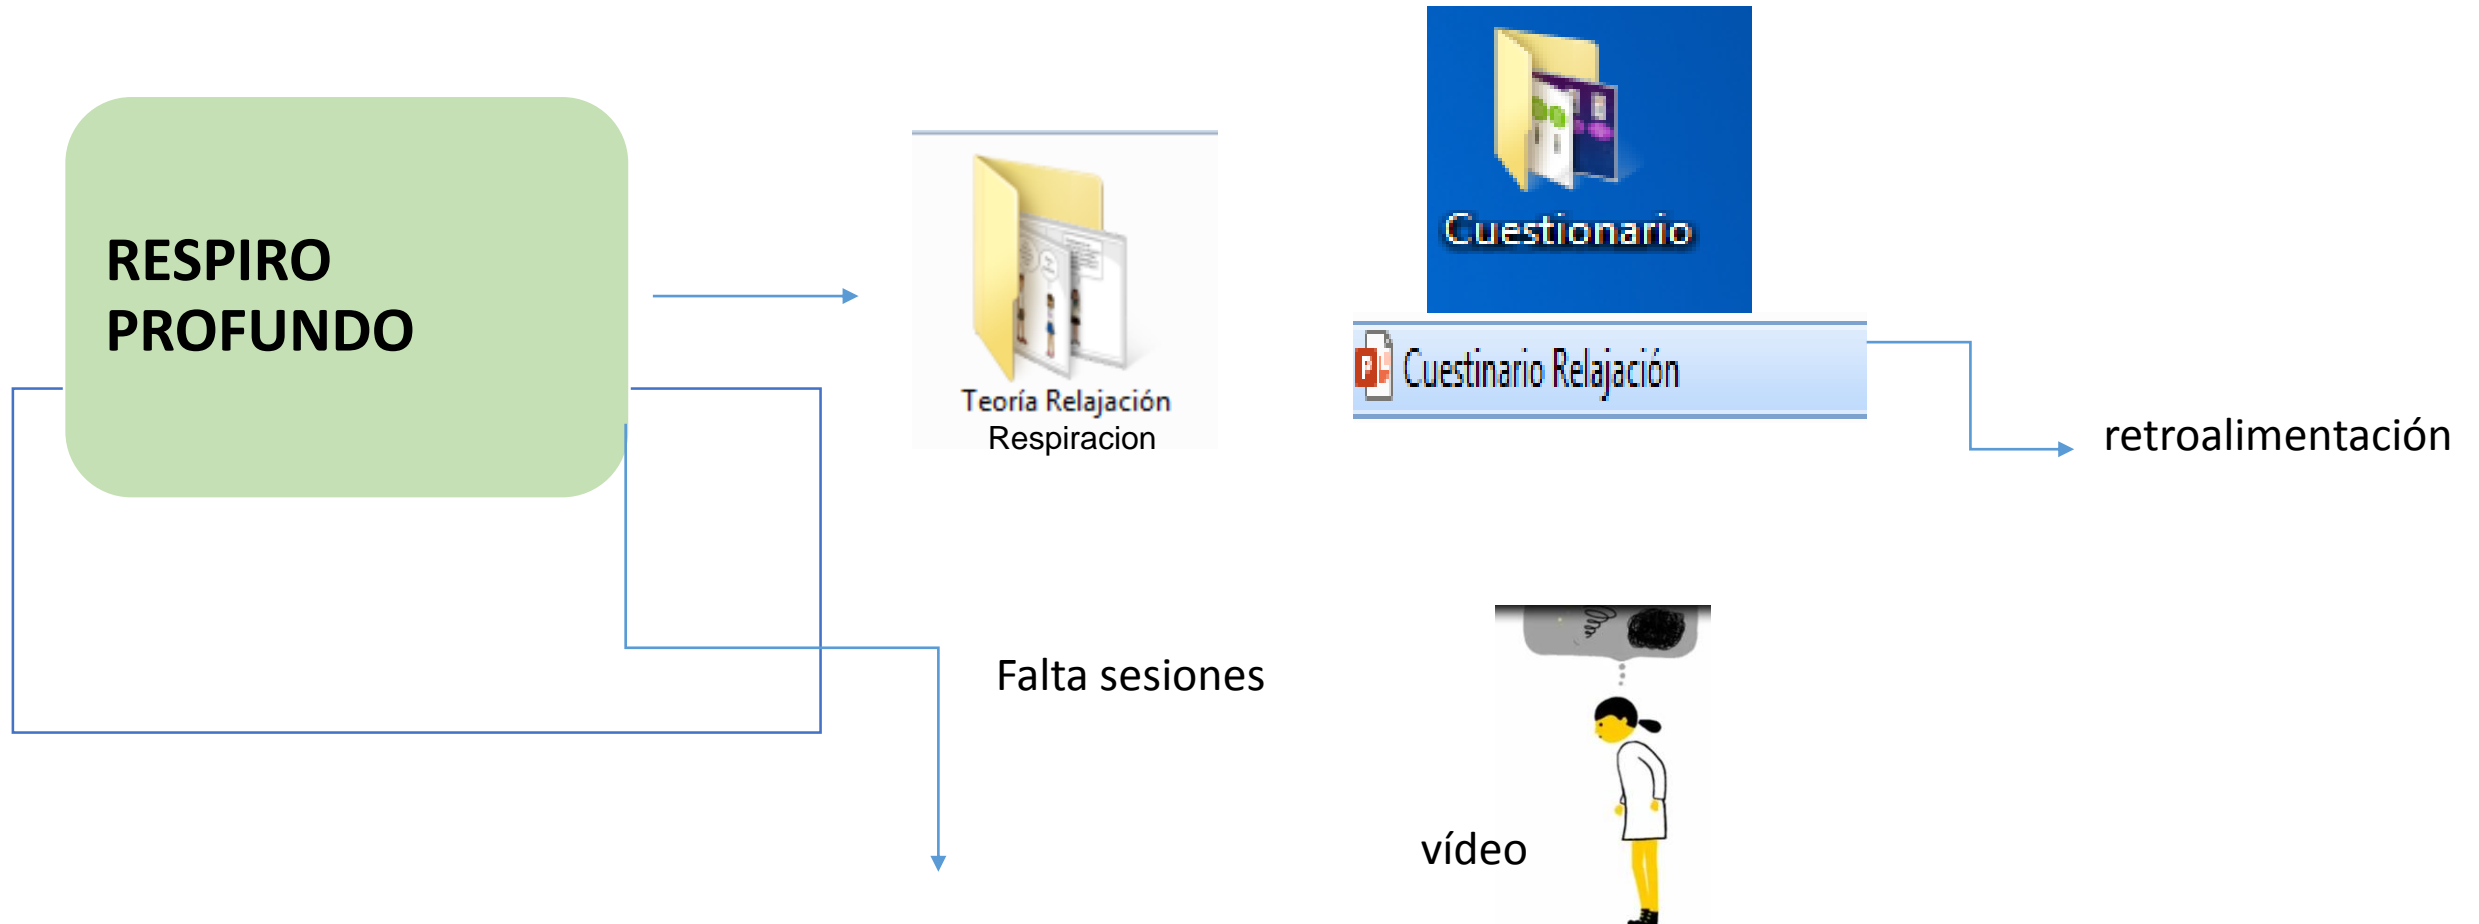 RESPIRO
PROFUNDO
Teoría Relajación
Respiracion
Cuestionario
Cuestinario Relajación
retroalimentación
Falta sesiones
vídeo